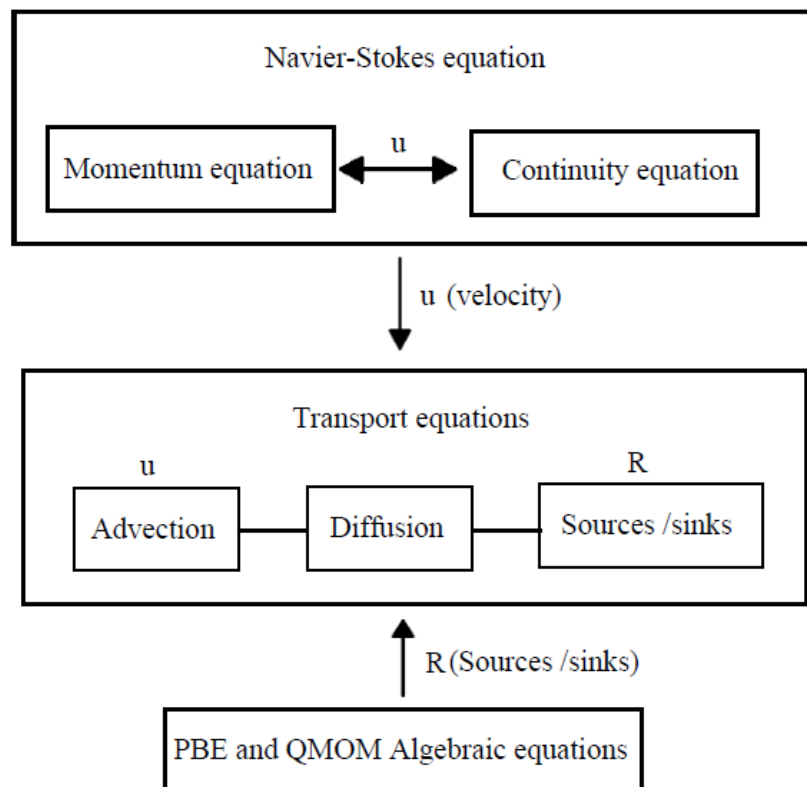 Navier-Stokes equation
u
Momentum equation
Continuity equation
u (velocity)
Transport equations
u
R
Advection
Diffusion
Sources /sinks
R (Sources /sinks)
PBE and QMOM Algebraic equations